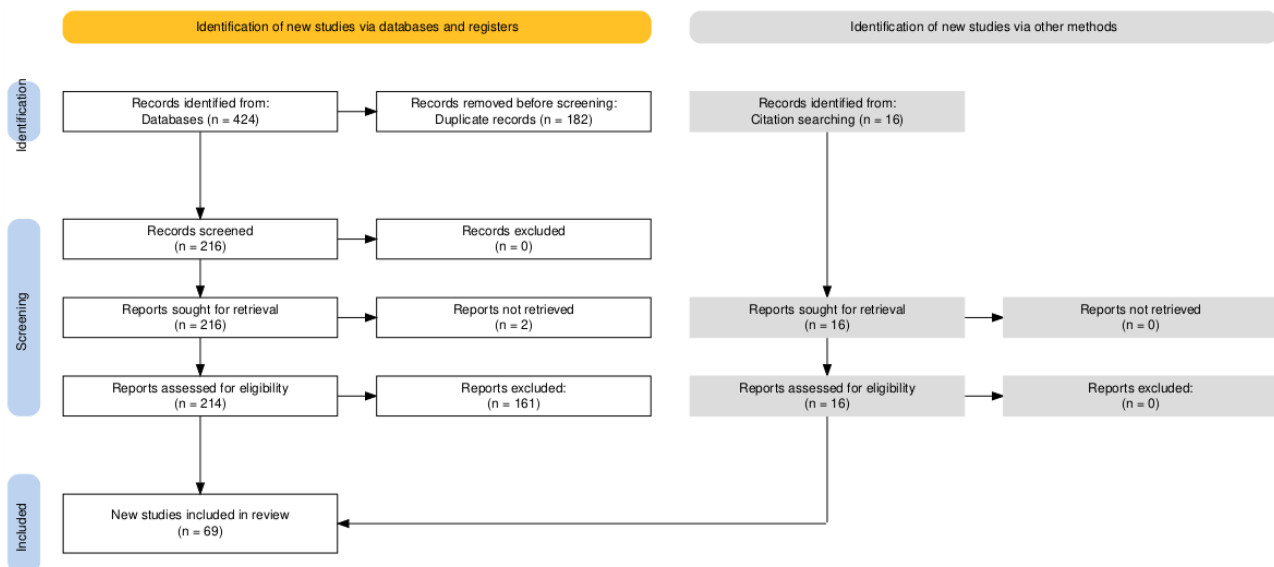 Identification of new studies via databases and registers
Identification of new studies via other methods
Identification
Records identified from:
Databases (n = 424)
Records removed before screening:
Duplicate records (n = 182)
Records identified from:
Citation searching (n = 16)
Screening
Records screened
(n = 216)
Records excluded
(n = 0)
Reports sought for retrieval
(n = 216)
Reports not retrieved
(n = 2)
Reports sought for retrieval
(n = 16)
Reports not retrieved
(n = 0)
Reports assessed for eligibility
(n = 214)
Reports excluded:
(n = 161)
Reports assessed for eligibility
(n = 16)
Reports excluded:
(n = 0)
Included
New studies included in review
(n = 69)